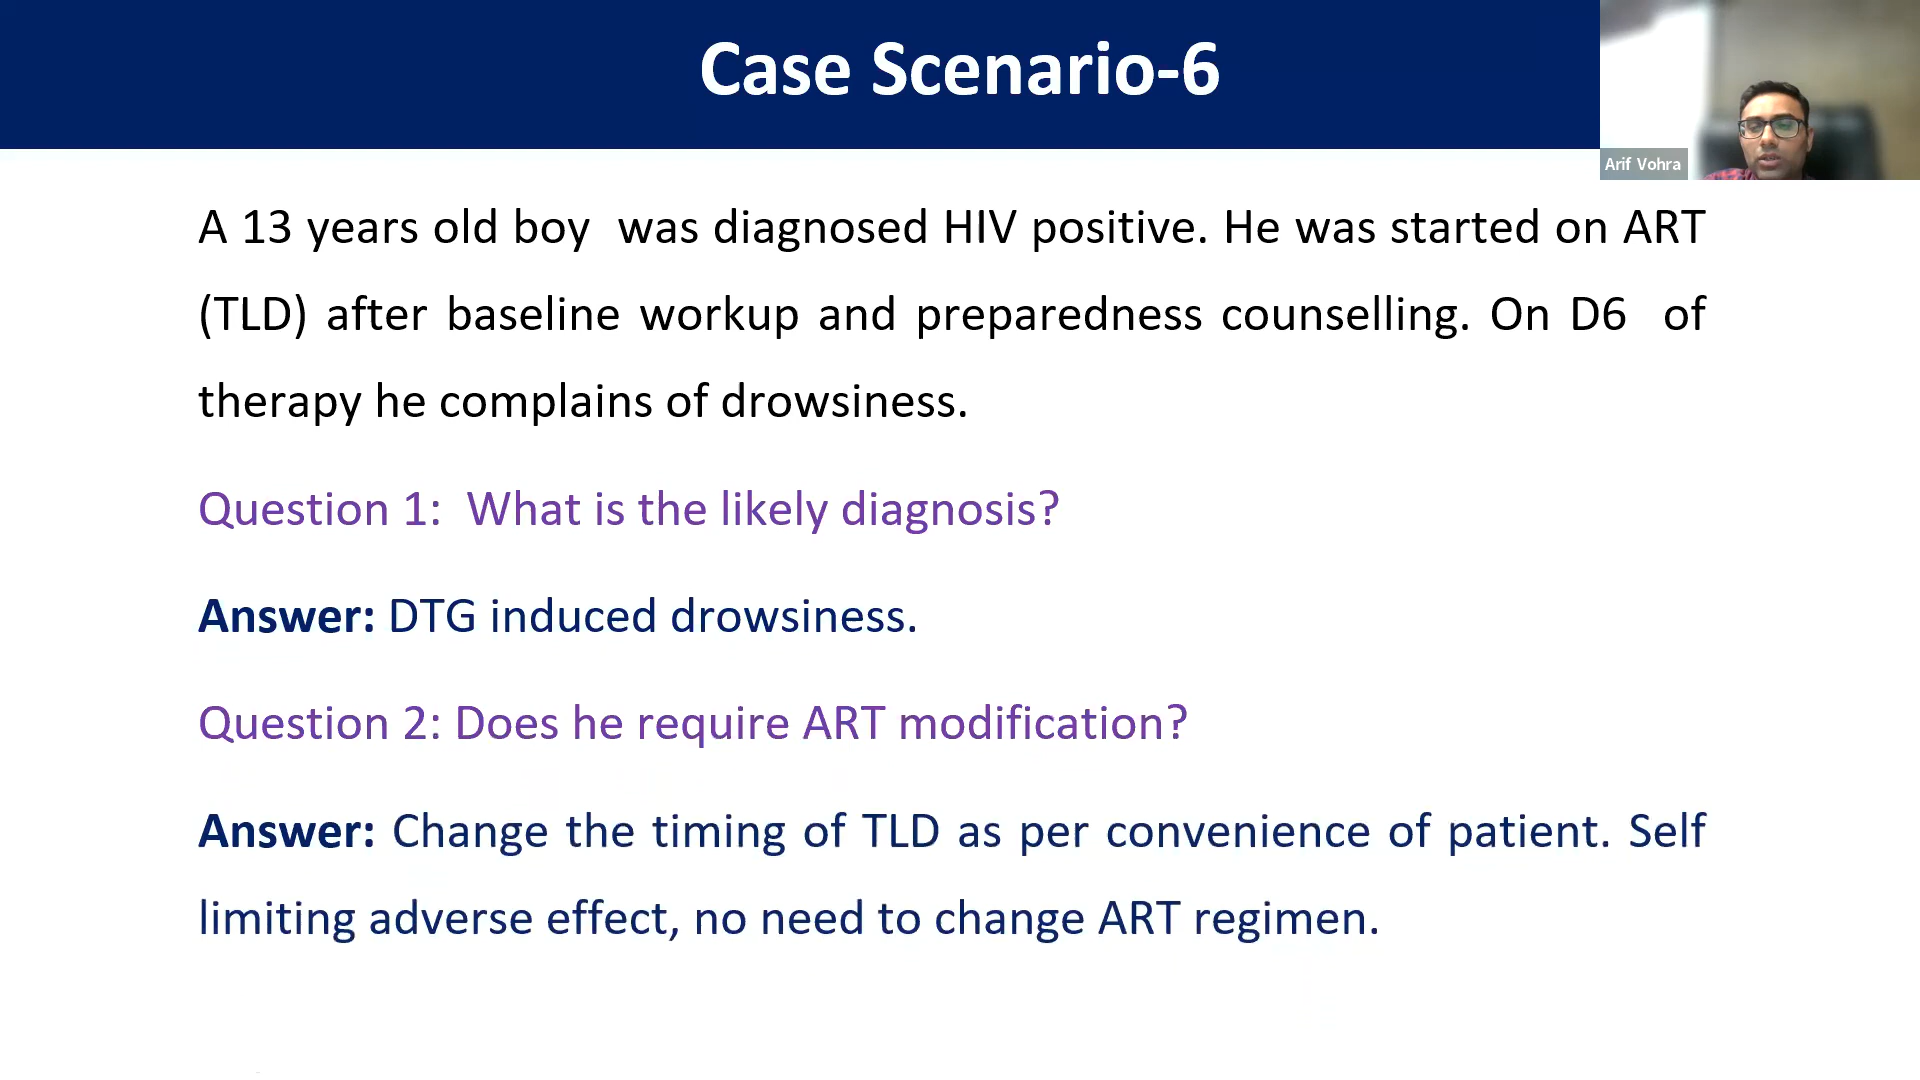 Case Scenario-6
Arif Vohra
A 13 years old boy was diagnosed HIV positive. He was started on ART
(TLD) after baseline workup and preparedness counselling. On D6 of
therapy he complains of drowsiness.
Question 1: What is the likely diagnosis?
Answer: DTG induced drowsiness.
Question 2: Does he require ART modification?
Answer: Change the timing of TLD as per convenience of patient. Self
limiting adverse effect, no need to change ART regimen.